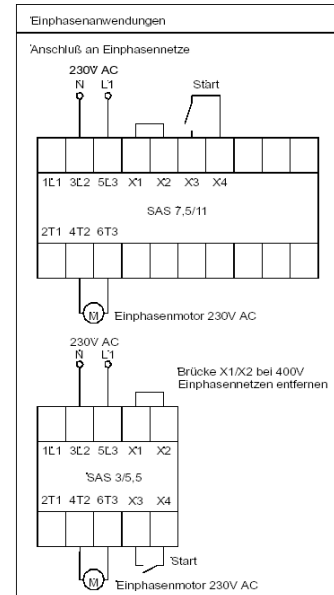 Einphasenanwendungen
Anschluß an Einphasennetze
230V AC
N L1 Start
1L1 3L2 5L3 X1 X2 X3 X4
SAS 7,5/11
2T1 4T2 6T3
M Einphasenmotor 230V AC
230V AC
N L1
Brücke X1/X2 bei 400V
Einphasennetzen entfernen
1L1 3L2 5L3 X1 X2
SAS 3/5,5
2T1 4T2 6T3 X3 X4
Start
M Einphasenmotor 230V AC